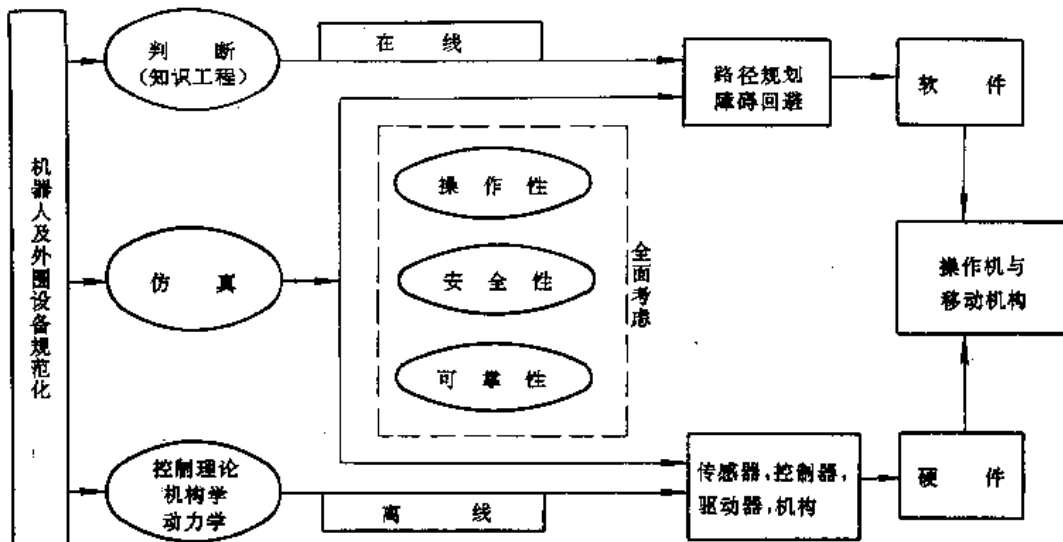 机器人及外围设备规范化
判 断
(知识工程)
在 线
路径规划
障碍回避
软 件
操 作 性
安 全 性
可 靠 性
全面考虑
仿 真
操作机与
移动机构
控制理论
机构学
动力学
离 线
传感器,控制器,
驱动器,机构
硬 件